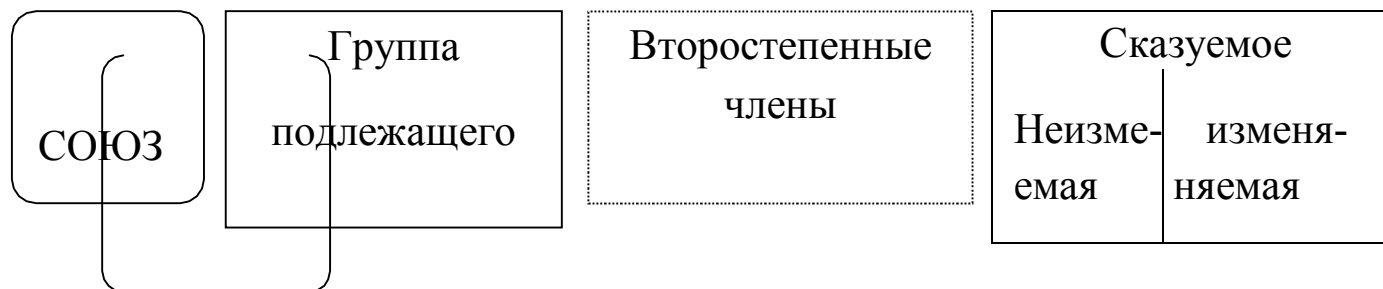 СОЮЗ
Группа
подлежащего
Второстепенные
члены
Сказуемое
Неизме-
емая
изменя-
няемая